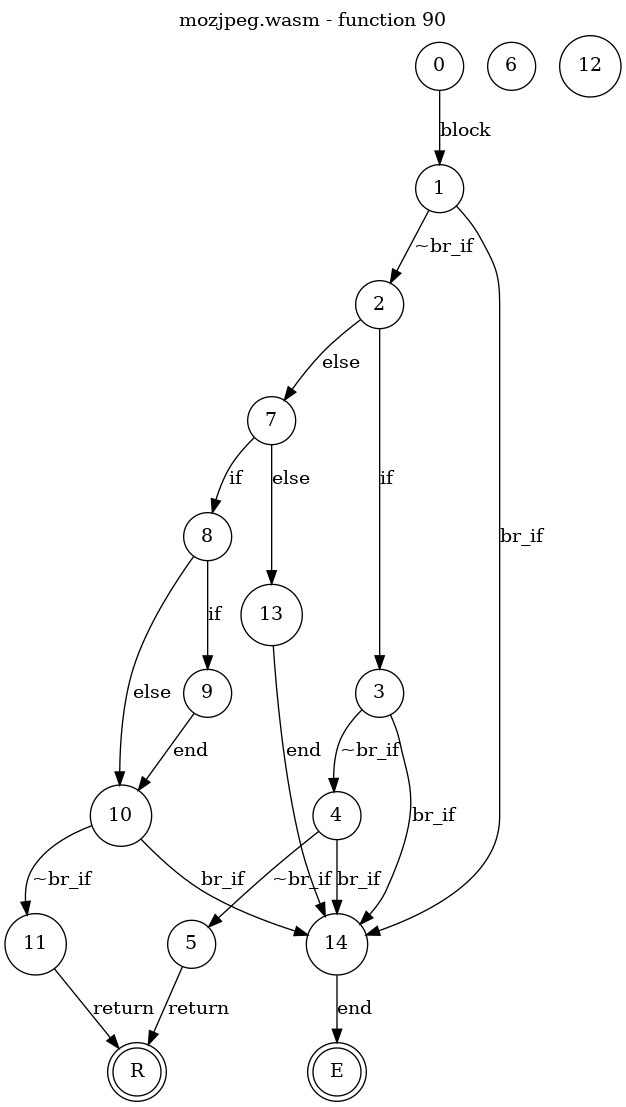 mozjpeg.wasm - function 90
0
6
12
block
1
~br_if
2
else
7
if
if
else
8
br_if
if
13
else
9
3
end
end
~br_if
10
4
br_if
~br_if
br_if
~br_if
br_if
11
5
14
return
return
end
R
E